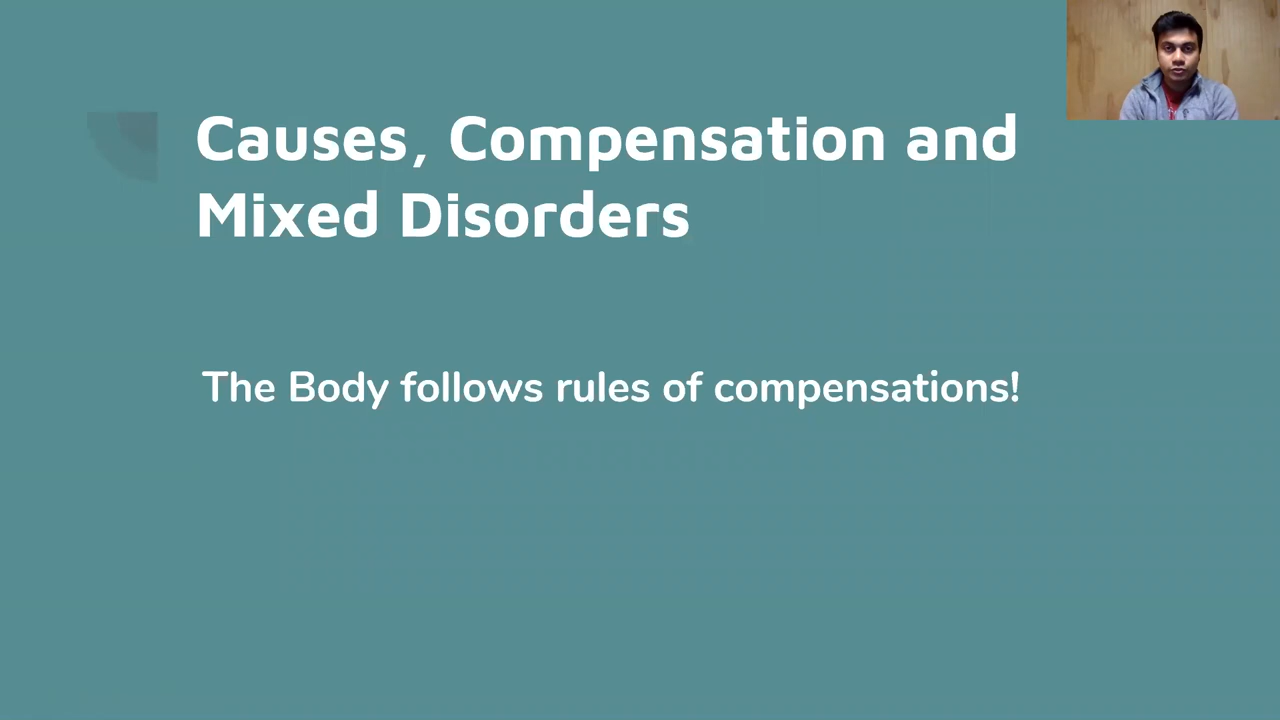 Causes, Compensation and
Mixed Disorders
The Body follows rules of compensations!